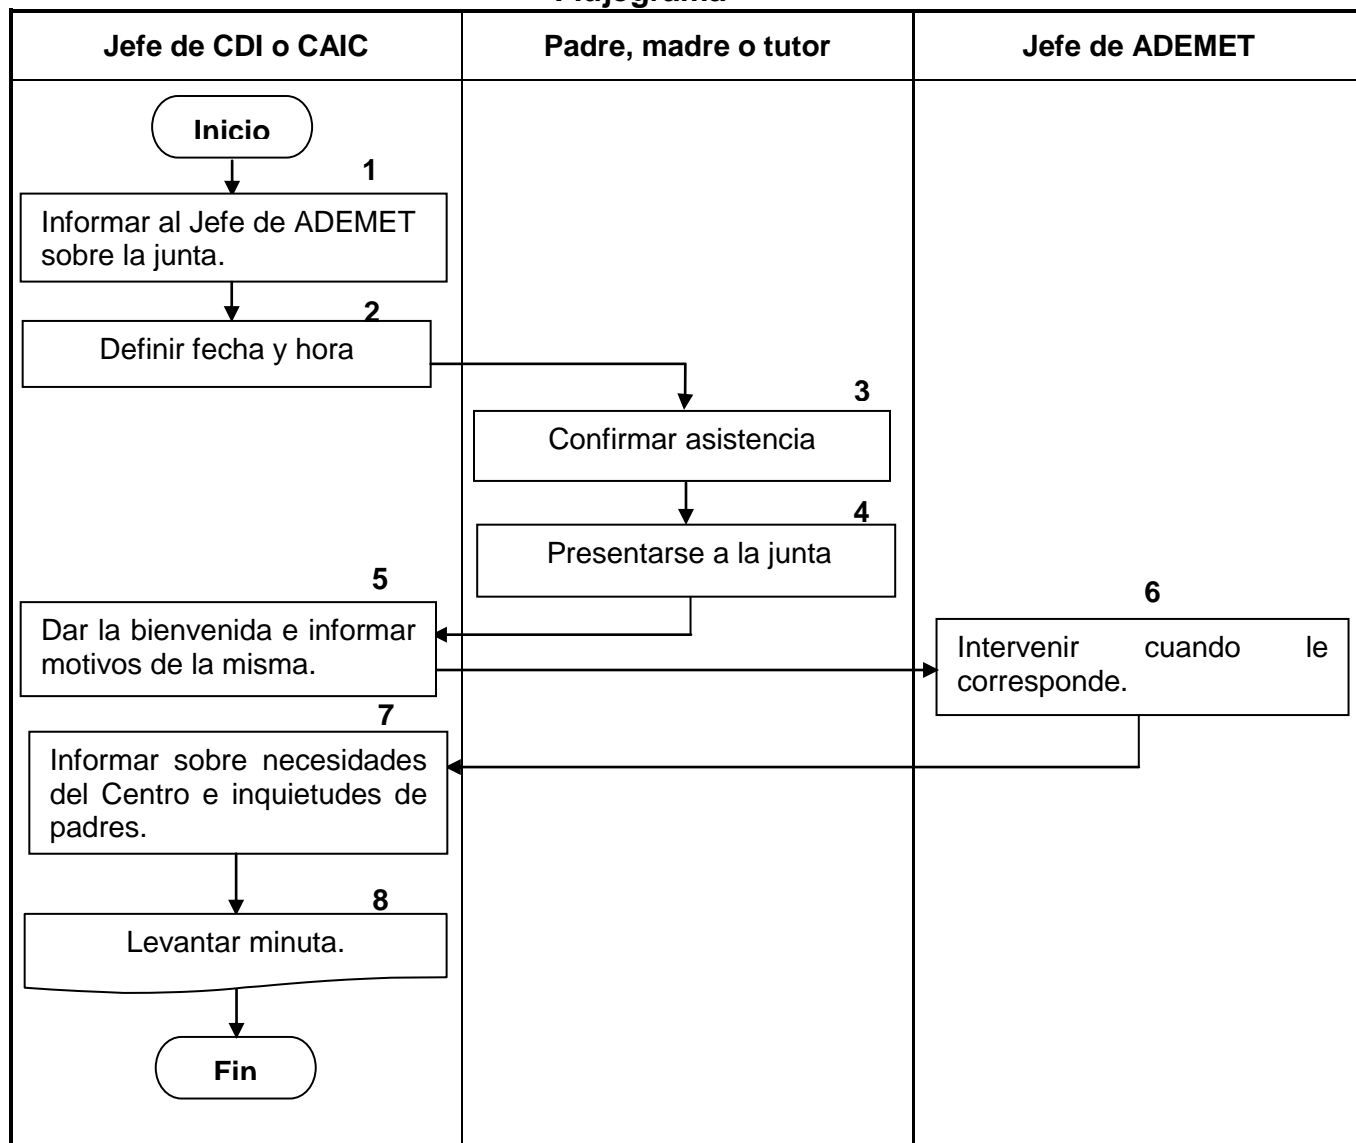 Flujograma
Jefe de CDI o CAIC
Padre, madre o tutor
Jefe de ADEMET
Inicio
1
Informar al Jefe de ADEMET
sobre la junta.
2
Definir fecha y hora
3
Confirmar asistencia
4
Presentarse a la junta
5
Dar la bienvenida e informar
motivos de la misma.
6
Intervenir cuando le
corresponde.
7
Informar sobre necesidades
del Centro e inquietudes de
padres.
8
Levantar minuta.
Fin